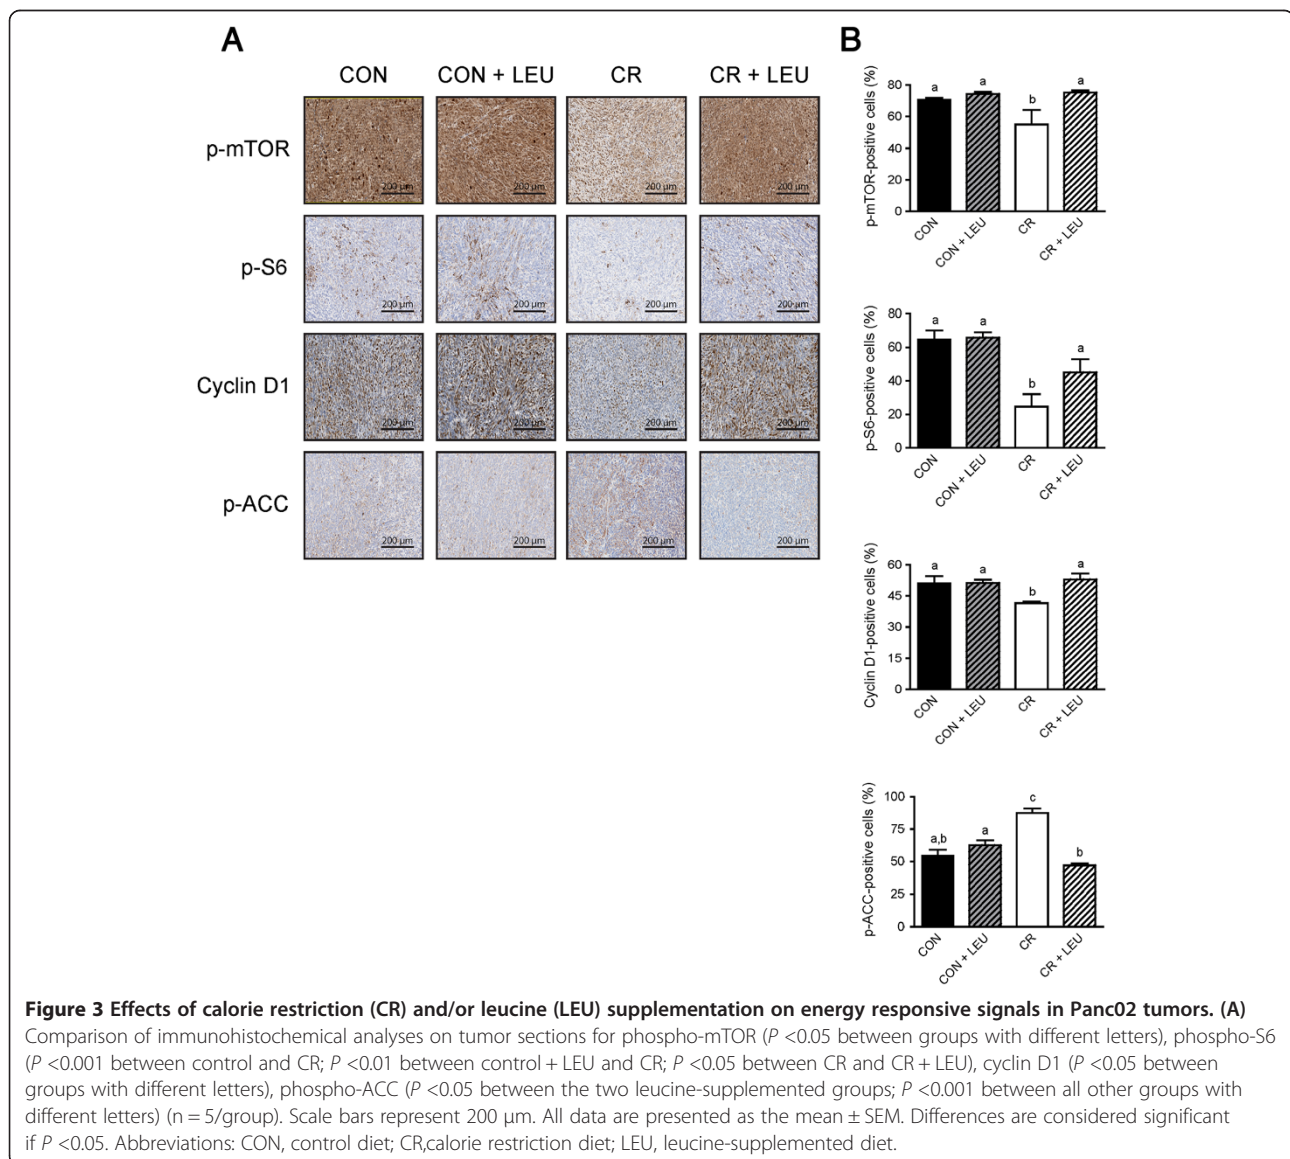 A
CON
CON + LEU
CR
CR + LEU
p-mTOR
200 µm
200 µm
200 µm
200 µm
p-S6
200 µm
200 µm
200 µm
200 µm
Cyclin D1
200 µm
200 µm
200 µm
200 µm
p-ACC
200 µm
200 µm
200 µm
200 µm
B
p-mTOR-positive cells (%)
80
60
40
20
0
a
a
b
a
CON
CON + LEU
CR
CR + LEU
p-S6-positive cells (%)
80
60
40
20
0
a
a
b
a
CON
CON + LEU
CR
CR + LEU
Cyclin D1-positive cells (%)
60
45
30
15
0
a
a
b
a
CON
CON + LEU
CR
CR + LEU
p-ACC-positive cells (%)
100
75
50
25
0
a,b
a
c
b
CON
CON + LEU
CR
CR + LEU
Figure 3 Effects of calorie restriction (CR) and/or leucine (LEU) supplementation on energy responsive signals in Panc02 tumors. (A)
Comparison of immunohistochemical analyses on tumor sections for phospho-mTOR (P <0.05 between groups with different letters), phospho-S6
(P <0.001 between control and CR; P <0.01 between control + LEU and CR; P <0.05 between CR and CR + LEU), cyclin D1 (P <0.05 between
groups with different letters), phospho-ACC (P <0.05 between the two leucine-supplemented groups; P <0.001 between all other groups with
different letters) (n = 5/group). Scale bars represent 200 µm. All data are presented as the mean ± SEM. Differences are considered significant
if P <0.05. Abbreviations: CON, control diet; CR,calorie restriction diet; LEU, leucine-supplemented diet.